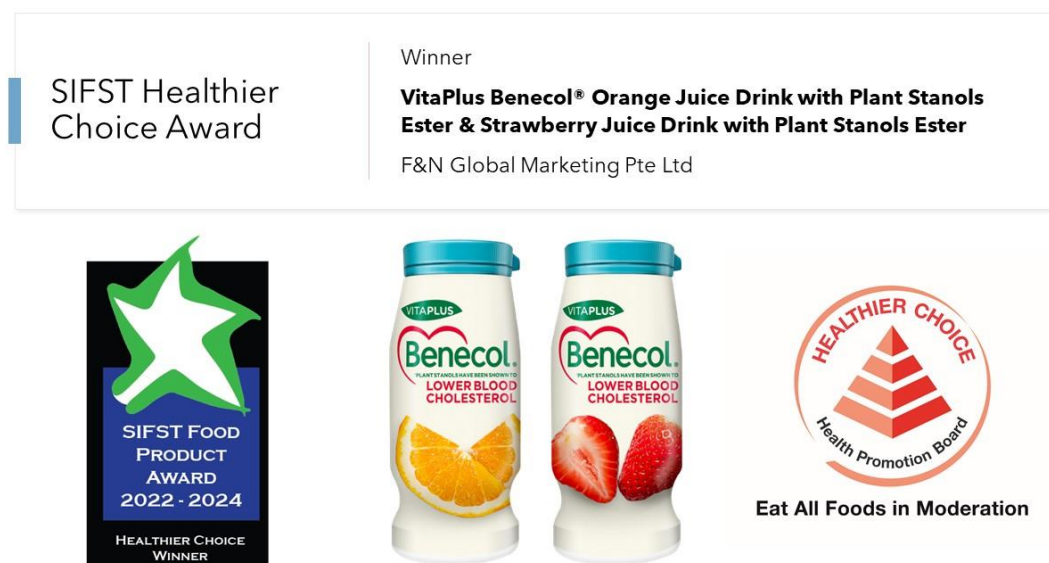 SIFST Healthier
Choice Award
Winner
VitaPlus Benecol® Orange Juice Drink with Plant Stanols
Ester & Strawberry Juice Drink with Plant Stanols Ester
F&N Global Marketing Pte Ltd
SIFST FOOD
PRODUCT
AWARD
2022 - 2024
HEALTHIER CHOICE
WINNER
VITAPLUS
Benecol®
*PLANT STANOLS HAVE BEEN SHOWN TO
LOWER BLOOD
CHOLESTEROL
VITAPLUS
Benecol®
*PLANT STANOLS HAVE BEEN SHOWN TO
LOWER BLOOD
CHOLESTEROL
HEALTHIER CHOICE
Health Promotion Board
Eat All Foods in Moderation